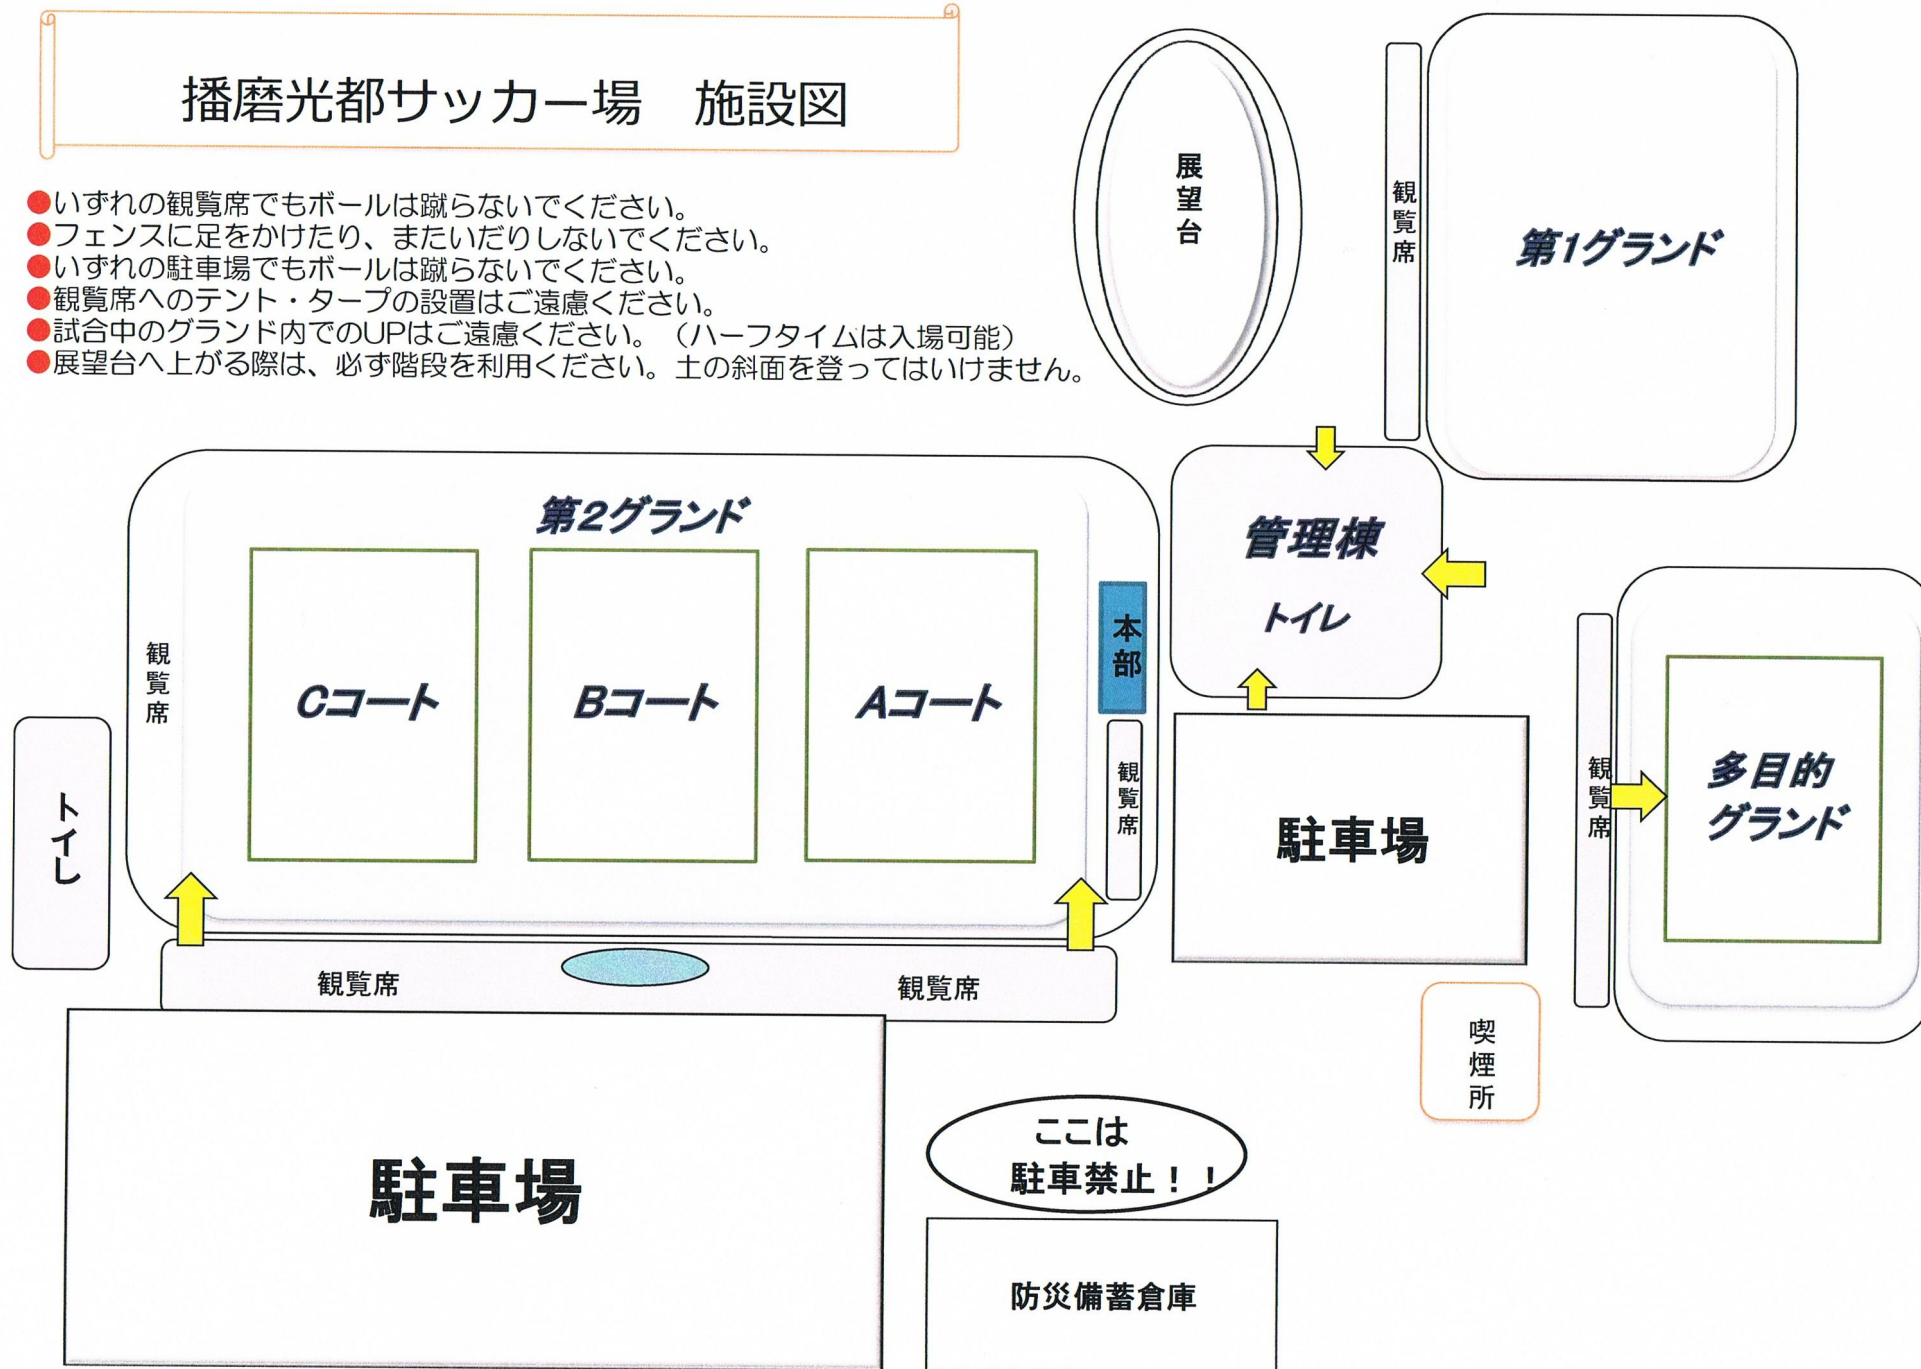 播磨光都サッカー場　施設図
●いずれの観覧席でもボールは蹴らないでください。
●フェンスに足をかけたり、またいだりしないでください。
●いずれの駐車場でもボールは蹴らないでください。
●観覧席へのテント・タープの設置はご遠慮ください。
●試合中のグランド内でのUPはご遠慮ください。（ハーフタイムは入場可能）
●展望台へ上がる際は、必ず階段を利用ください。土の斜面を登ってはいけません。
展望台
観覧席
第1グランド
第2グランド
観覧席
Cコート
Bコート
Aコート
本部
観覧席
管理棟
トイレ
トイレ
駐車場
観覧席
多目的
グランド
観覧席
観覧席
喫煙所
駐車場
ここは
駐車禁止！！
防災備蓄倉庫